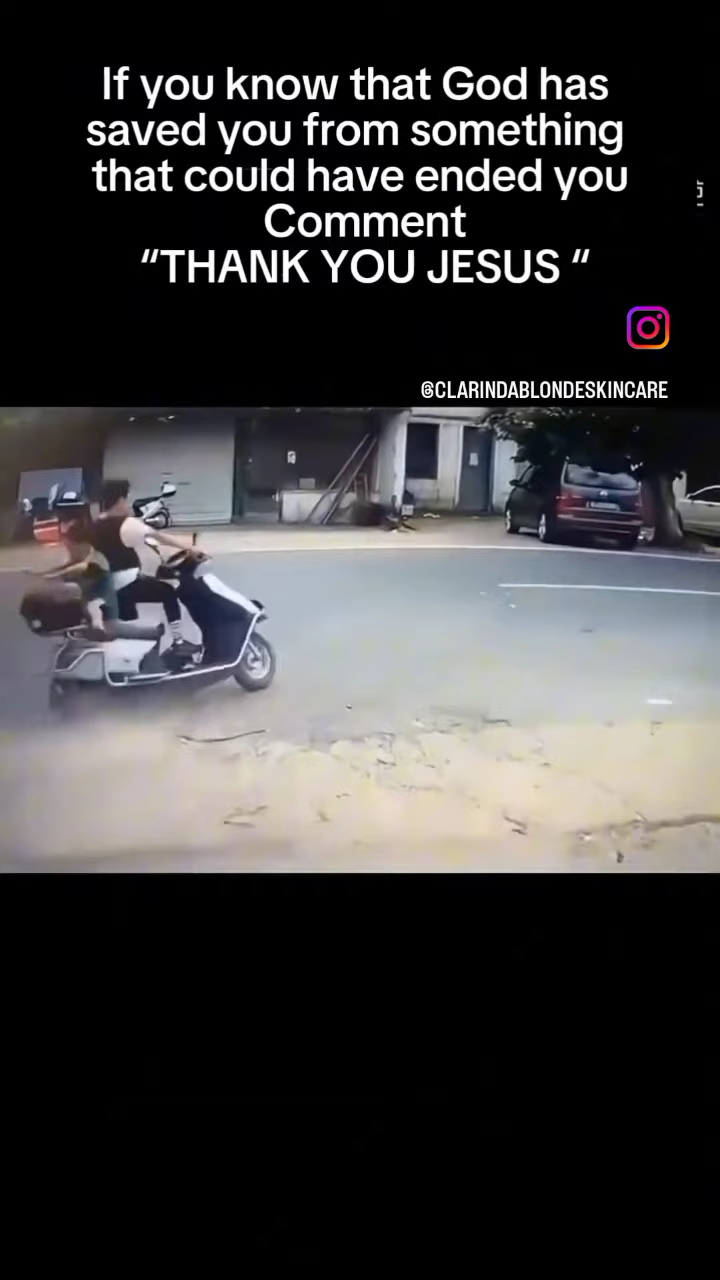 If you know that God has
saved you from something
that could have ended you
Comment
“THANK YOU JESUS “
@CLARINDABLONDESKINCARE